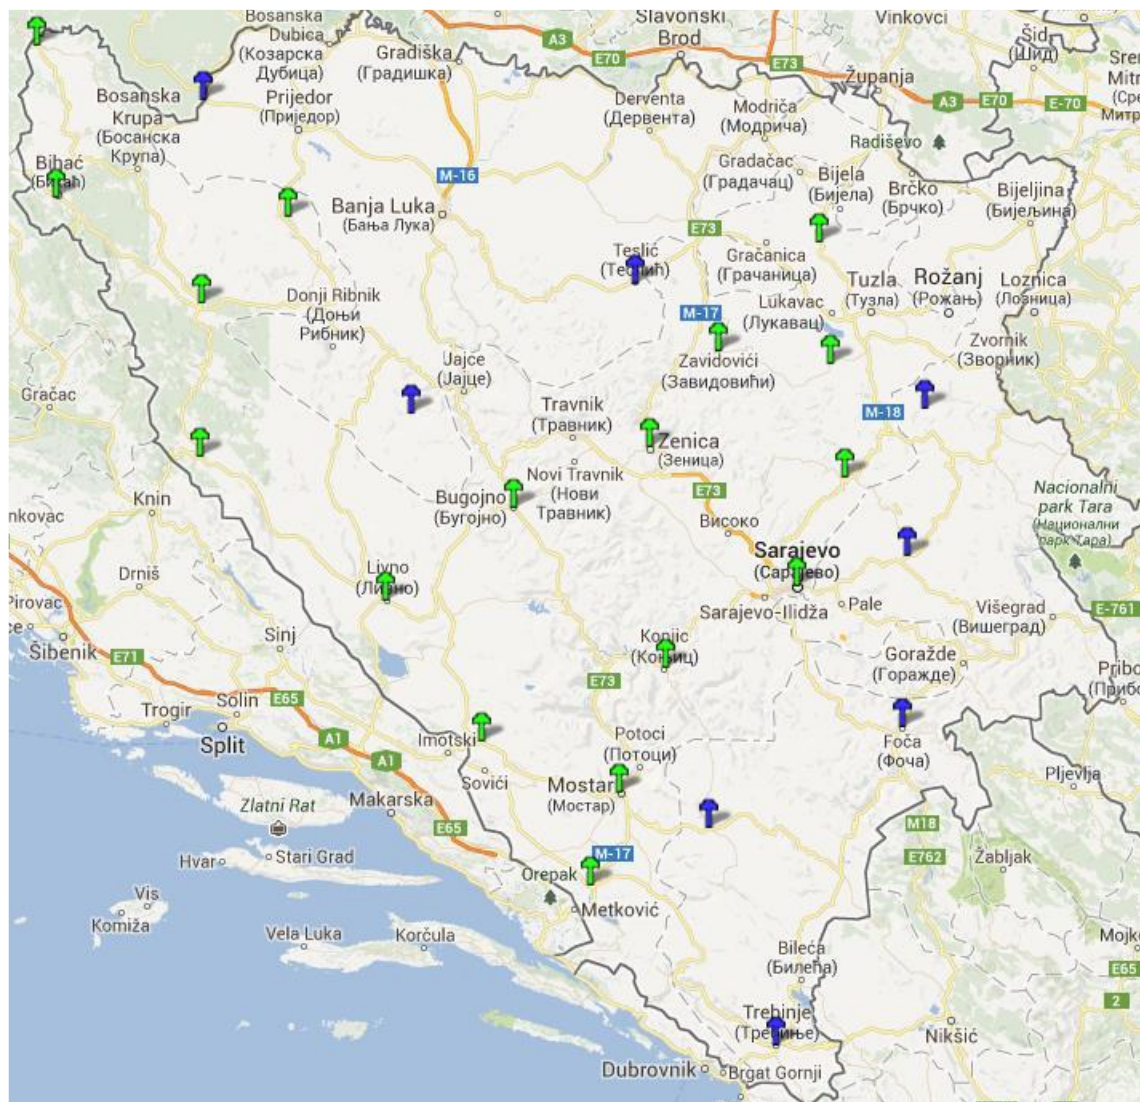 Bosanska
Dubica
(Козарска
Дубица)
Gradiška
(Градишка)
A3
E70
Slavonski
Brod
E73
Vinkovci
Šid
(Шид)
Županja
A3
E70
E-70
Bosanska
Krupa
(Босанска
Крупа)
Prijedor
(Приједор)
Derventa
(Дервента)
Modriča
(Модрича)
Radiševo
Bihać
M-16
Gradačac
(Градачац)
Bijela
(Бијела)
Brčko
(Брчко)
Bijeljina
(Бијељина)
Banja Luka
(Бања Лука)
E73
Teslić
Gračanica
(Грачаница)
Tuzla
(Тузла)
Rožanj
(Рожањ)
Loznica
(Лозница)
Donji Ribnik
(Доњи
Рибник)
M-17
Lukavac
(Лукавац)
Jajce
(Јајце)
Zavidovići
(Завидовићи)
Zvornik
(Зворник)
Gračac
(Грачац)
Travnik
(Травник)
M-18
Zenica
(Зеница)
Knin
Novi Travnik
(Нови
Травник)
Bugojno
(Бугојно)
E73
Високо
Nacionalni
park Tara
(Национални
парк Тара)
Drniš
Livno
Sarajevo
Sarajevo-Ilidža
Pale
Višegrad
(Вишеград)
E-761
Pirovac
Šibenik
E71
Sinj
Konjic
(Коњиц)
Goražde
(Горажде)
E73
E65
Trogir
Solin
Split
A1
A1
Imotski
Sovići
Potoci
(Потоци)
Foča
(Фоча)
Pljevlja
Zlatni Rat
Makarska
E65
Mostar
(Мостар)
M18
E762
Žabljak
Hvar
Stari Grad
M-17
Orepak
Metković
Vis
Komiža
Vela Luka
Korčula
Bileća
(Билећа)
E65
2
Trebinje
Nikšić
Dubrovnik
Brgat Gornji